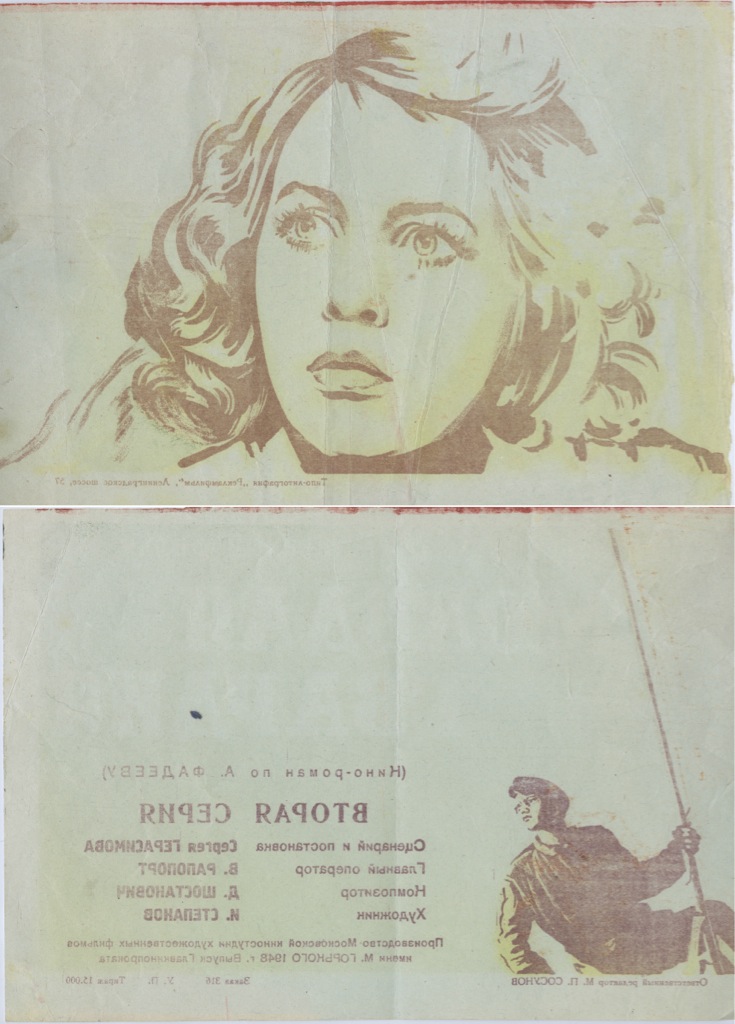 Типо-литография „Рекламфильм", Ленинградское шоссе, 57
(Кино-роман по А. ФАДЕЕВУ)
ВТОРАЯ СЕРИЯ
Сценарий и постановка Сергея ГЕРАСИМОВА
Главный оператор В. РАПОПОРТ
Композитор Д. ШОСТАНОВИЧ
Художник И. СТЕПАНОВ
Производство Московской киностудии художественных фильмов
имени М. ГОРЬКОГО 1948 г. Выпуск Главкинопроката
Ответственный редактор М. П. СОСУНОВ
Заказ 316 У. П. Тираж 15.000